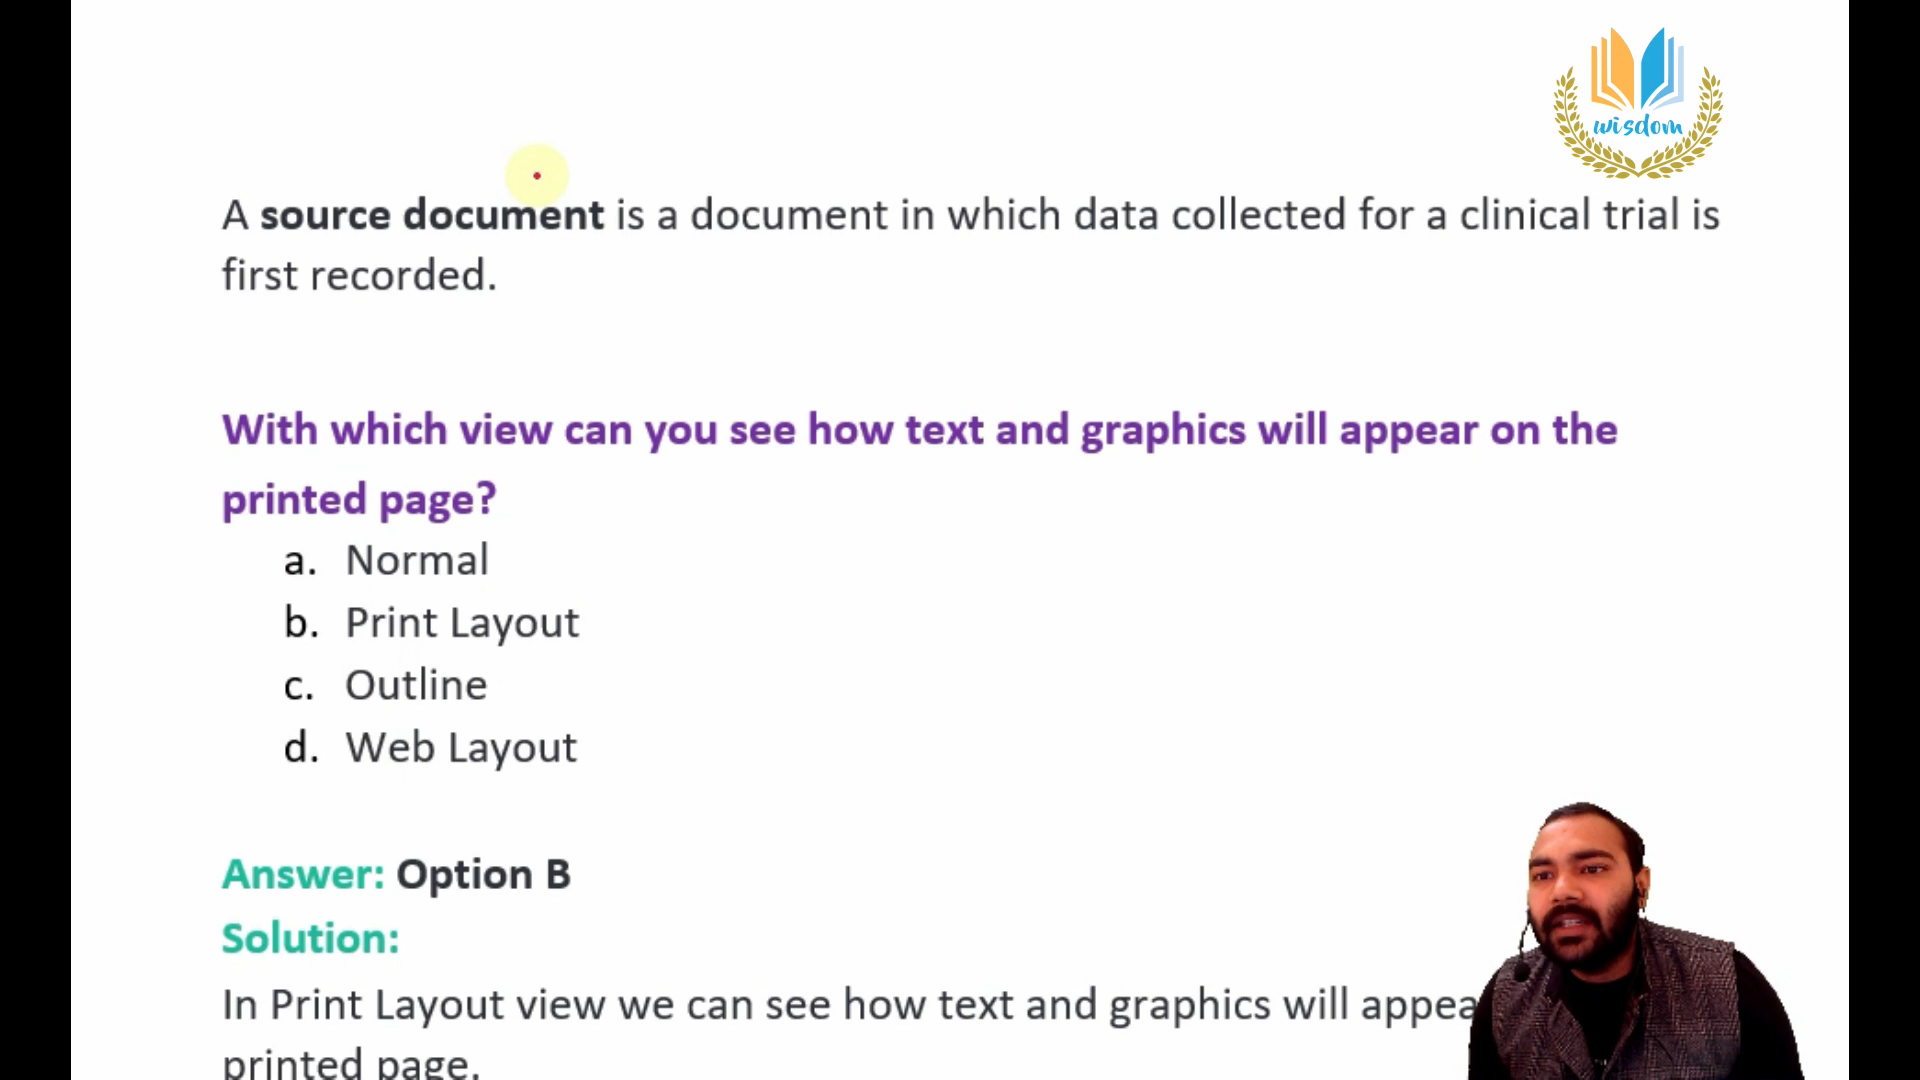 wisdom
A source document is a document in which data collected for a clinical trial is
first recorded.
With which view can you see how text and graphics will appear on the
printed page?
a. Normal
b. Print Layout
c. Outline
d. Web Layout
Answer: Option B
Solution:
In Print Layout view we can see how text and graphics will appea
printed page.